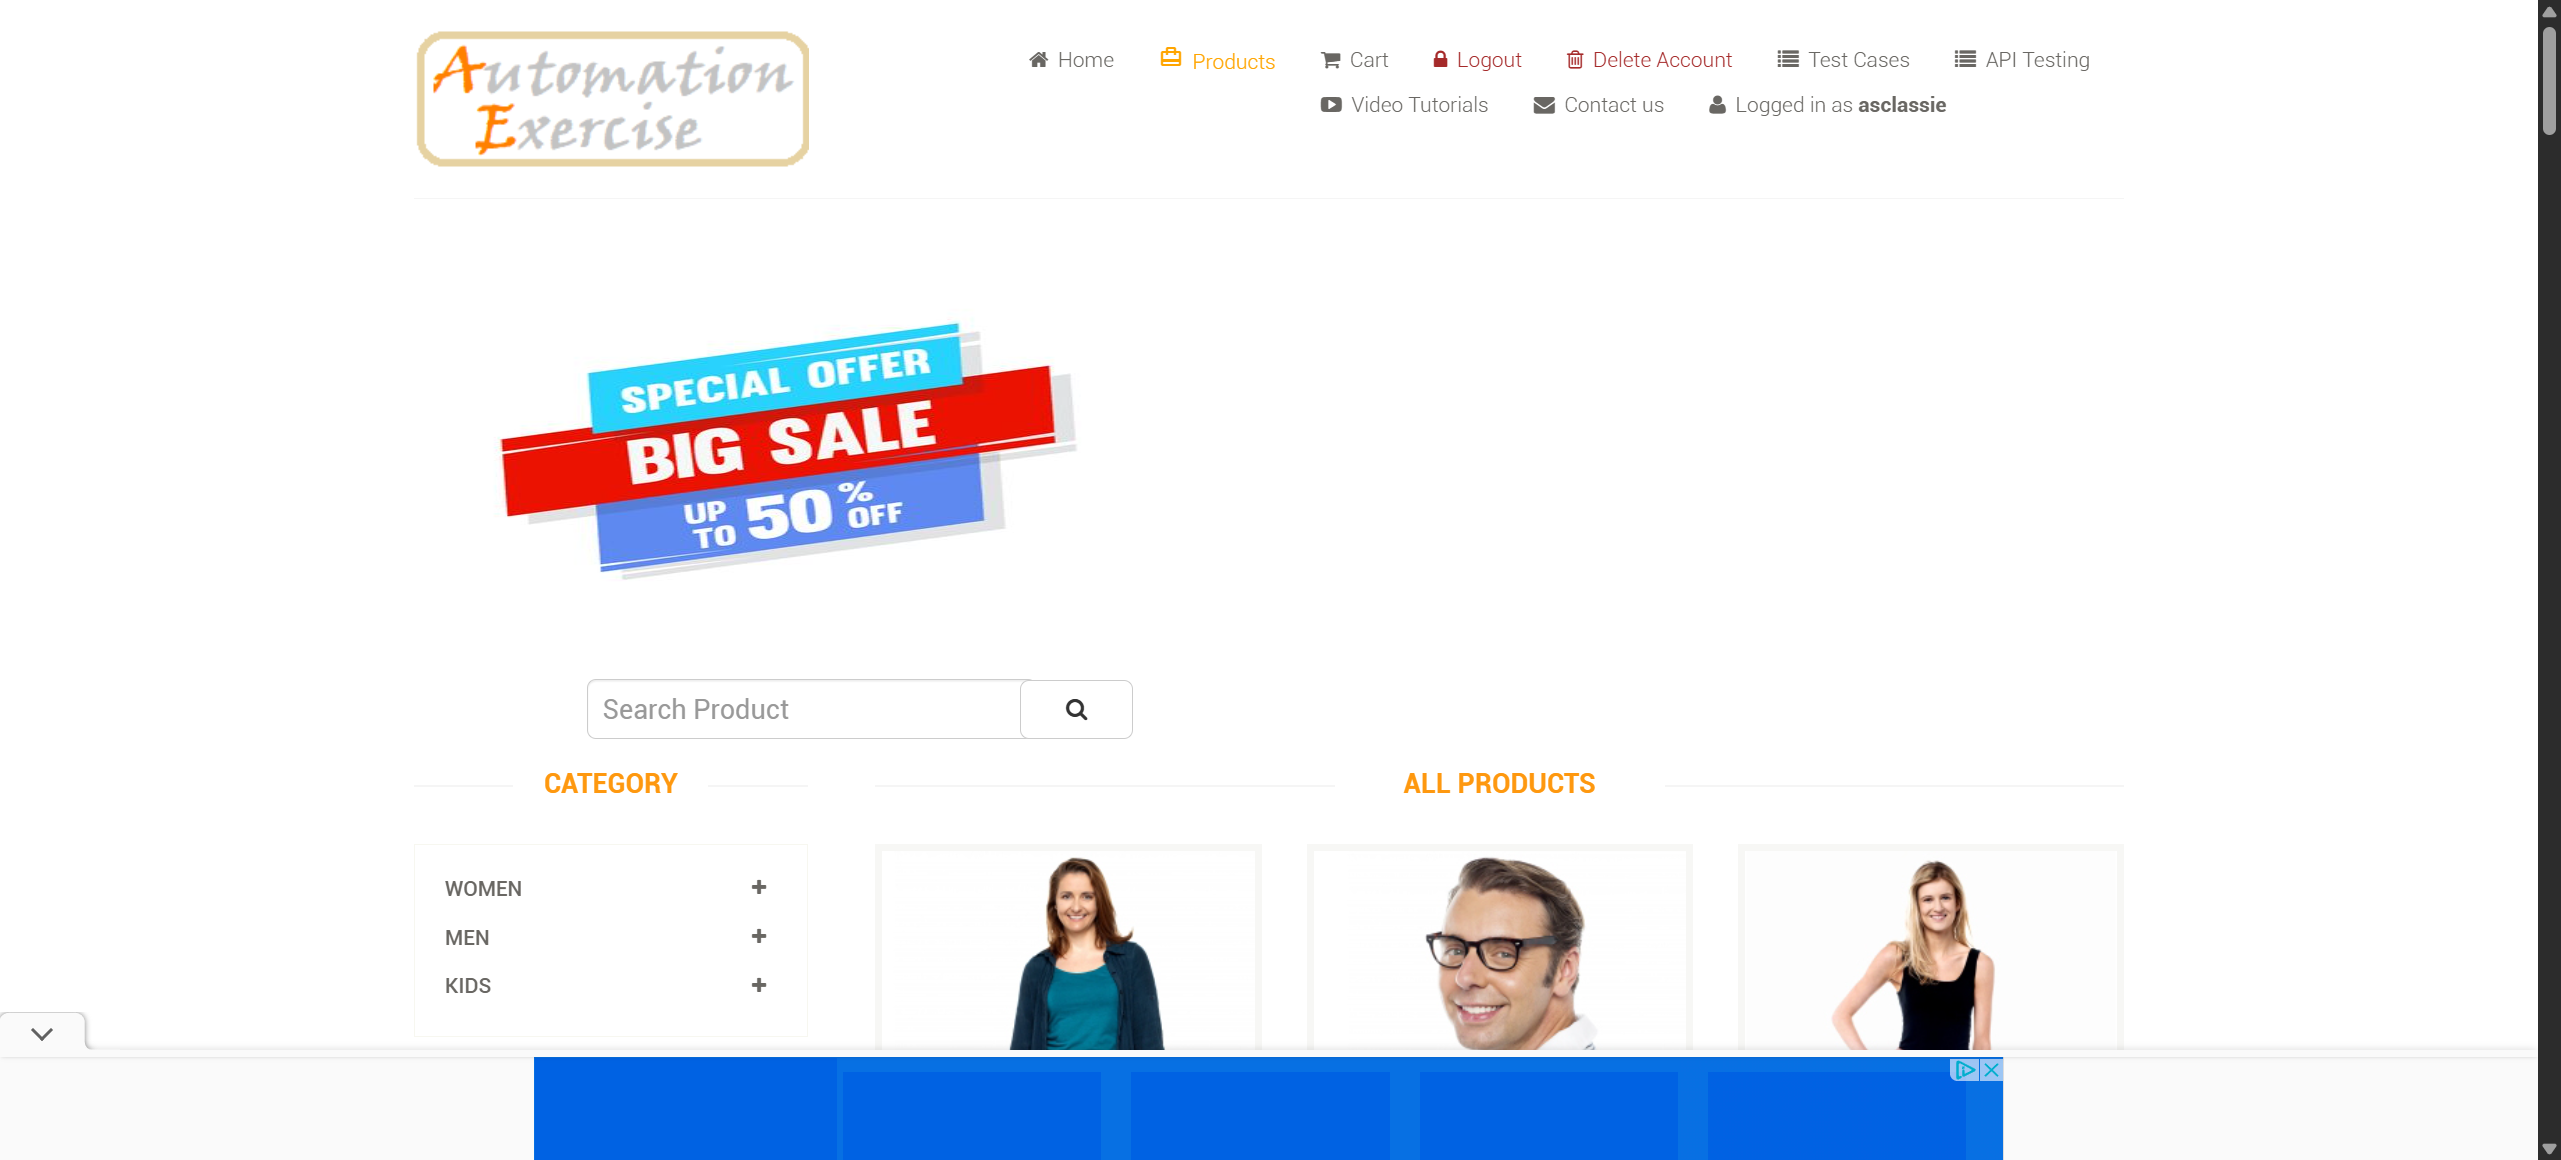 Automation
Exercise
Home
Products
Cart
Logout
Delete Account
Test Cases
API Testing
Video Tutorials
Contact us
Logged in as asclassie
SPECIAL OFFER
BIG SALE
UP TO 50% OFF
Search Product
CATEGORY
ALL PRODUCTS
WOMEN
MEN
KIDS